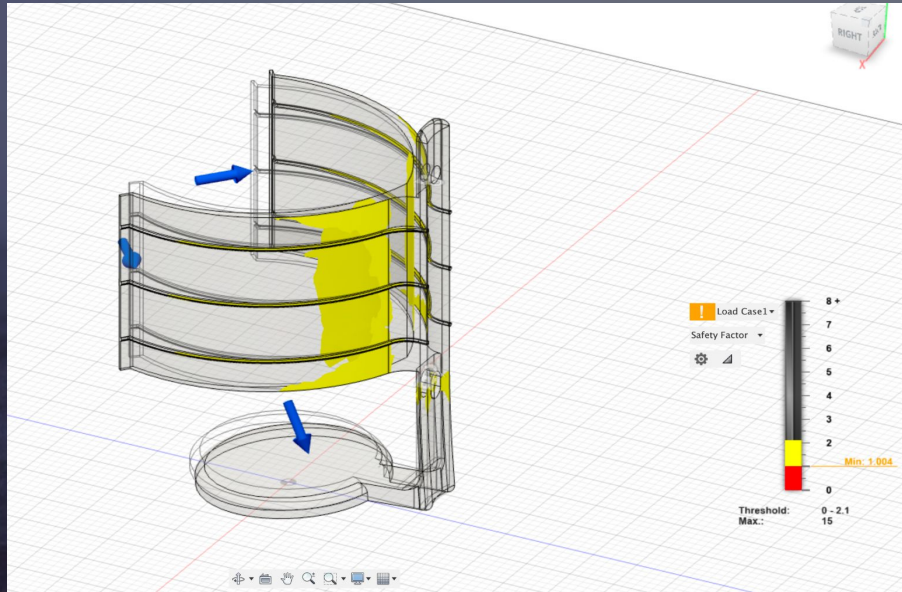 RIGHT
X
Load Case1
Safety Factor
8 +
7
6
5
4
3
2
Min: 1.004
0
Threshold: 0 - 2.1
Max.: 15